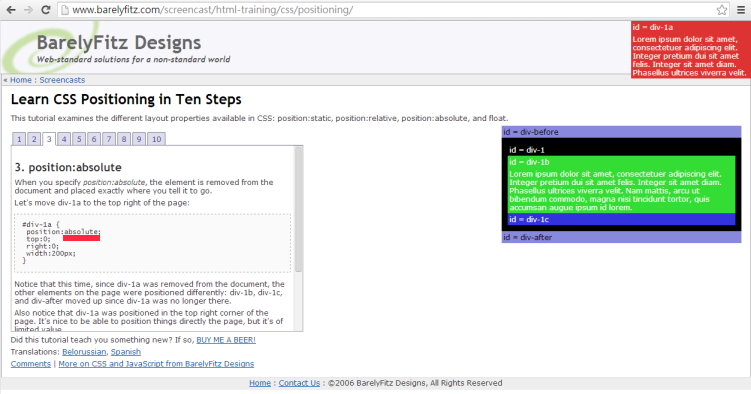 www.barelyfitz.com/screencast/html-training/css/positioning/
BarelyFitz Designs
Web-standard solutions for a non-standard world
id = div-1a
Lorem ipsum dolor sit amet,
consectetuer adipiscing elit.
Integer pretium dui sit amet
felis. Integer sit amet diam.
Phasellus ultrices viverra velit.
« Home : Screencasts
Learn CSS Positioning in Ten Steps
This tutorial examines the different layout properties available in CSS: position:static, position:relative, position:absolute, and float.
1 2 3 4 5 6 7 8 9 10
3. position:absolute
When you specify position:absolute, the element is removed from the
document and placed exactly where you tell it to go.
Let's move div-1a to the top right of the page:
#div-1a {
position:absolute;
top:0;
right:0;
width:200px;
}
Notice that this time, since div-1a was removed from the document, the
other elements on the page were positioned differently: div-1b, div-1c,
and div-after moved up since div-1a was no longer there.
Also notice that div-1a was positioned in the top right corner of the
page. It's nice to be able to position things directly the page, but it's of
limited value.
id = div-before
id = div-1
id = div-1b
Lorem ipsum dolor sit amet, consectetuer adipiscing elit.
Integer pretium dui sit amet felis. Integer sit amet diam.
Phasellus ultrices viverra velit. Nam mattis, arcu ut
bibendum commodo, magna nisi tincidunt tortor, quis
accumsan augue ipsum id lorem.
id = div-1c
id = div-after
Did this tutorial teach you something new? If so, BUY ME A BEER!
Translations: Belorussian, Spanish
Comments | More on CSS and JavaScript from BarelyFitz Designs
Home : Contact Us : ©2006 BarelyFitz Designs, All Rights Reserved